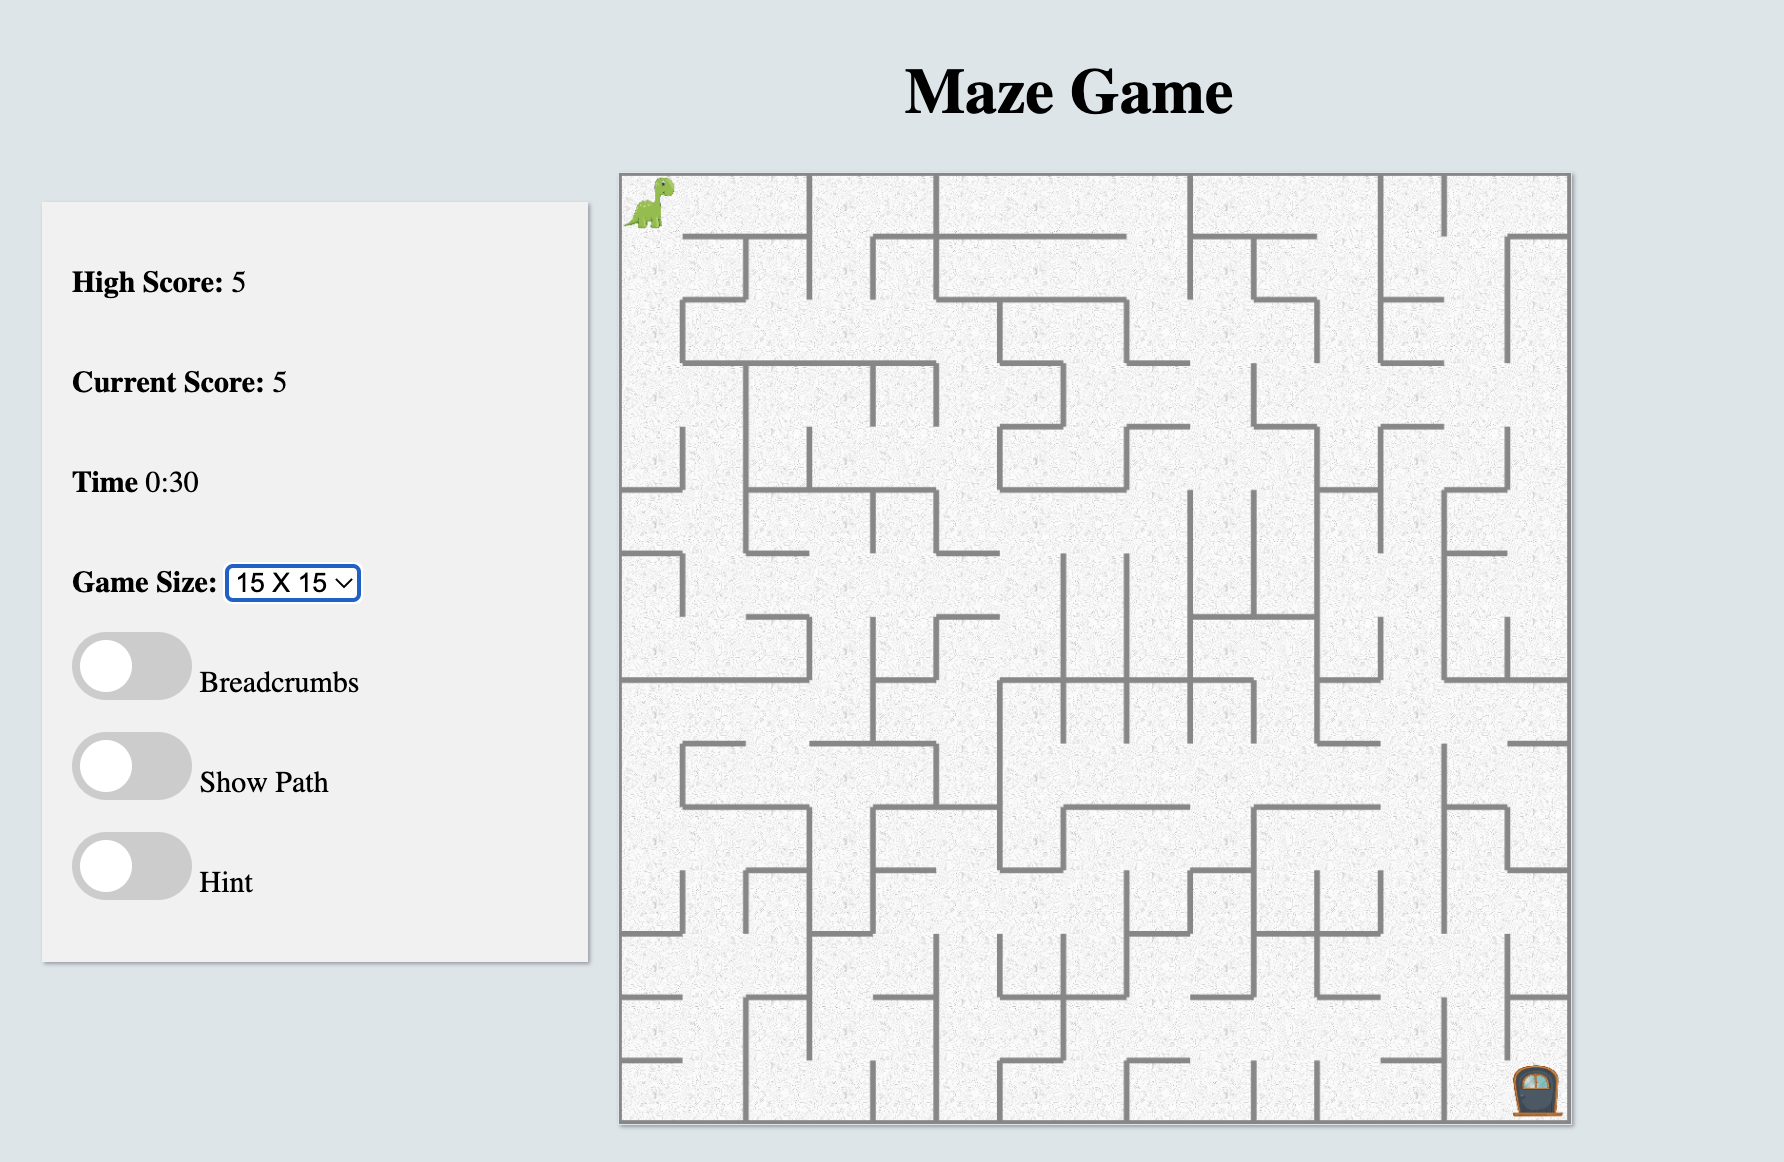 Maze Game
High Score: 5
Current Score: 5
Time 0:30
Game Size: 15 X 15
Breadcrumbs
Show Path
Hint